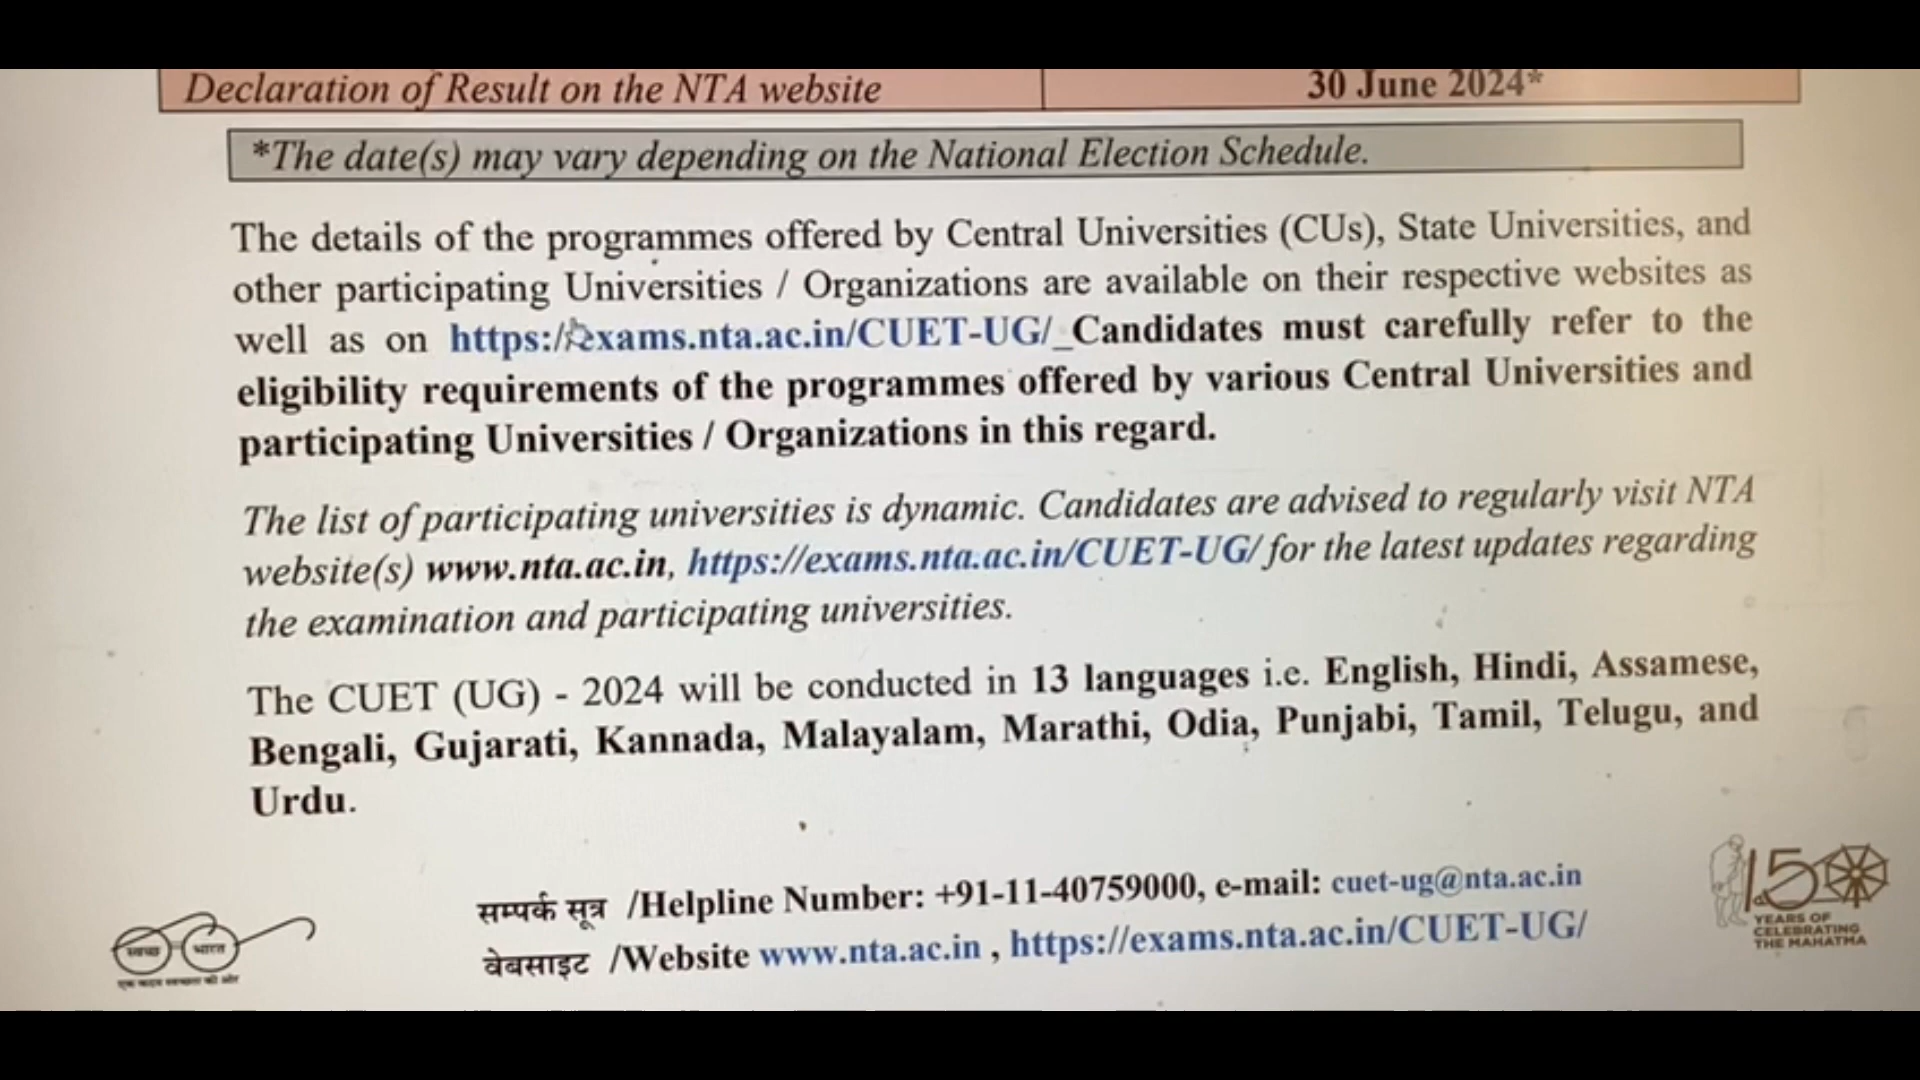 Declaration of Result on the NTA website 30 June 2024*
*The date(s) may vary depending on the National Election Schedule.
The details of the programmes offered by Central Universities (CUs), State Universities, and
other participating Universities / Organizations are available on their respective websites as
well as on https://exams.nta.ac.in/CUET-UG/_Candidates must carefully refer to the
eligibility requirements of the programmes offered by various Central Universities and
participating Universities / Organizations in this regard.
The list of participating universities is dynamic. Candidates are advised to regularly visit NTA
website(s) www.nta.ac.in, https://exams.nta.ac.in/CUET-UG/ for the latest updates regarding
the examination and participating universities.
The CUET (UG) - 2024 will be conducted in 13 languages i.e. English, Hindi, Assamese,
Bengali, Gujarati, Kannada, Malayalam, Marathi, Odia, Punjabi, Tamil, Telugu, and
Urdu.
सम्पर्क सूत्र /Helpline Number: +91-11-40759000, e-mail: cuet-ug@nta.ac.in
वेबसाइट /Website www.nta.ac.in , https://exams.nta.ac.in/CUET-UG/
स्वच्छ भारत
एक कदम स्वच्छता की ओर
150
YEARS OF
CELEBRATING
THE MAHATMA